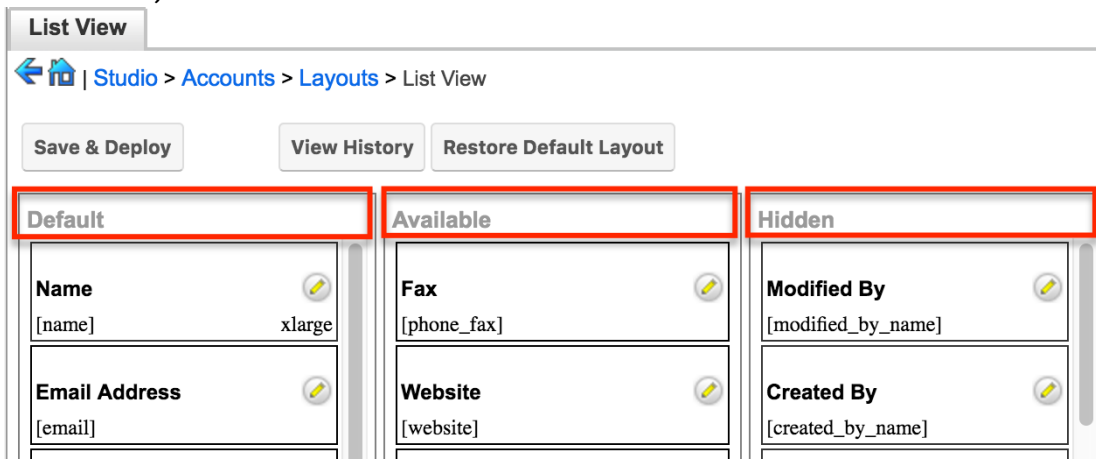 List View
| Studio > Accounts > Layouts > List View
Save & Deploy View History Restore Default Layout
Default Available Hidden
Name Fax Modified By
[name] xlarge [phone_fax] [modified_by_name]
Email Address Website Created By
[email] [website] [created_by_name]